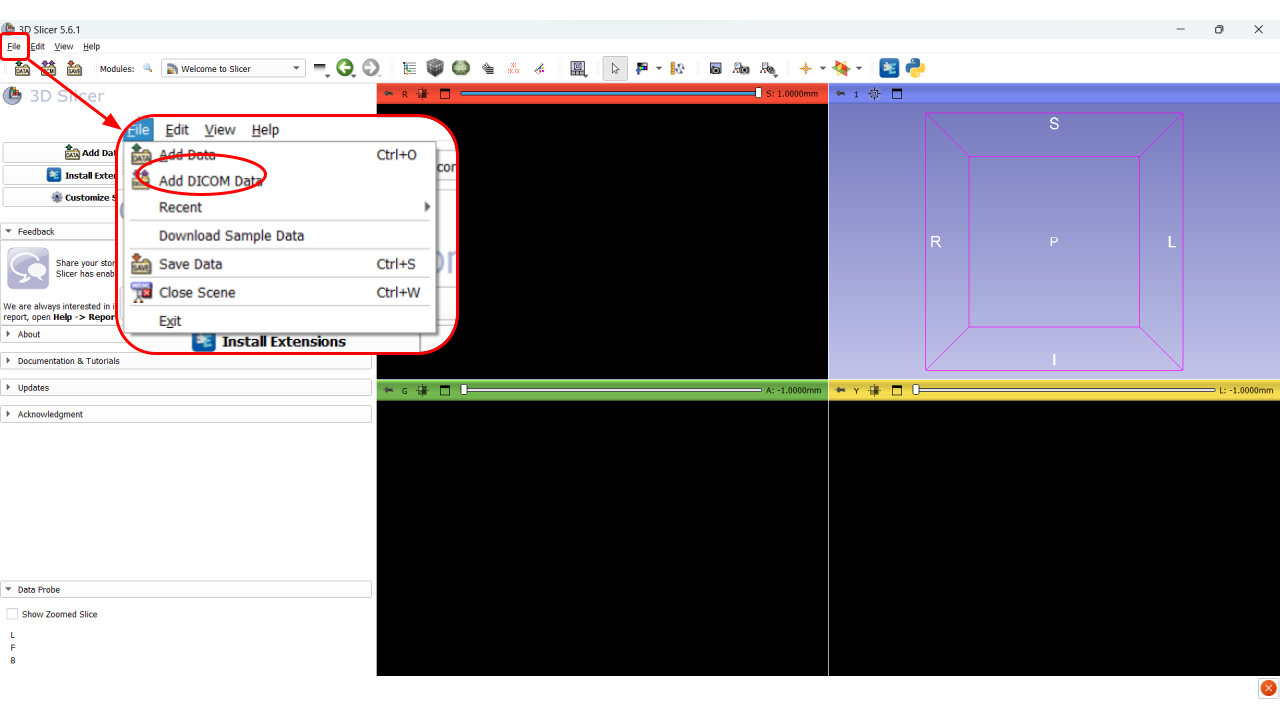 3D Slicer 5.6.1
File Edit View Help
DATA DCM SAVE Modules: Welcome to Slicer
3D Slicer
R S: 1.0000mm
1
Add Dat
Install Exter
Customize S
Feedback
Share your stor
Slicer has enab
We are always interested in i
report, open Help -> Repor
About
Documentation & Tutorials
Updates
Acknowledgment
File Edit View Help
Add Data Ctrl+O
Add DICOM Data
Recent
Download Sample Data
Save Data Ctrl+S
Close Scene Ctrl+W
Exit
Install Extensions
S
R P L
I
G A: -1.0000mm
Y L: -1.0000mm
Data Probe
Show Zoomed Slice
L
F
B